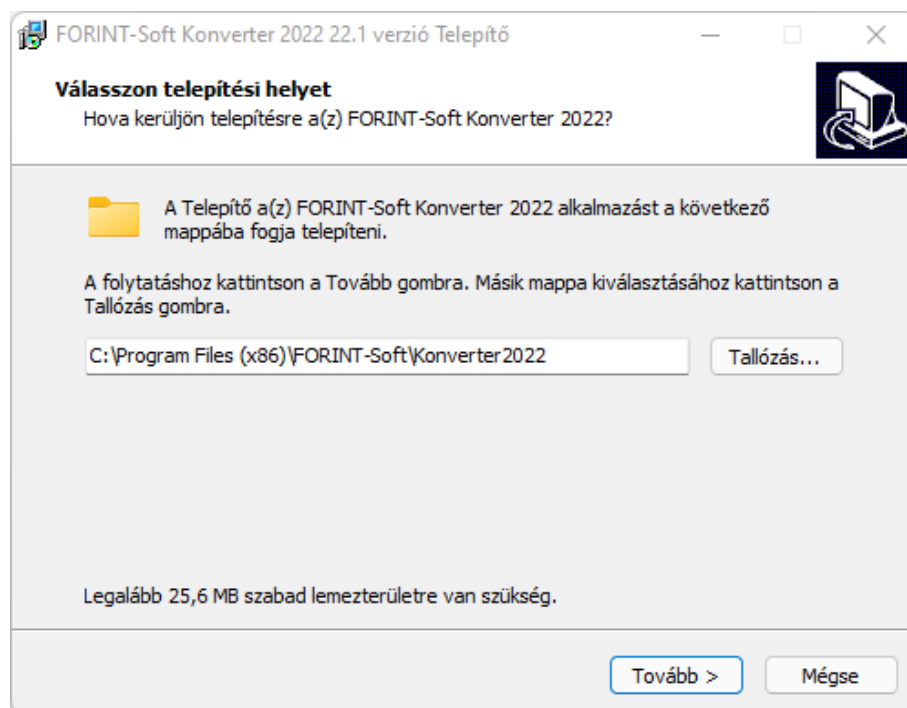 FORINT-Soft Konverter 2022 22.1 verzió Telepítő
Válasszon telepítési helyet
Hova kerüljön telepítésre a(z) FORINT-Soft Konverter 2022?
A Telepítő a(z) FORINT-Soft Konverter 2022 alkalmazást a következő
mappába fogja telepíteni.
A folytatáshoz kattintson a Tovább gombra. Másik mappa kiválasztásához kattintson a
Tallózás gombra.
C:\Program Files (x86)\FORINT-Soft\Konverter2022
Tallózás...
Legalább 25,6 MB szabad lemezterületre van szükség.
Tovább >
Mégse